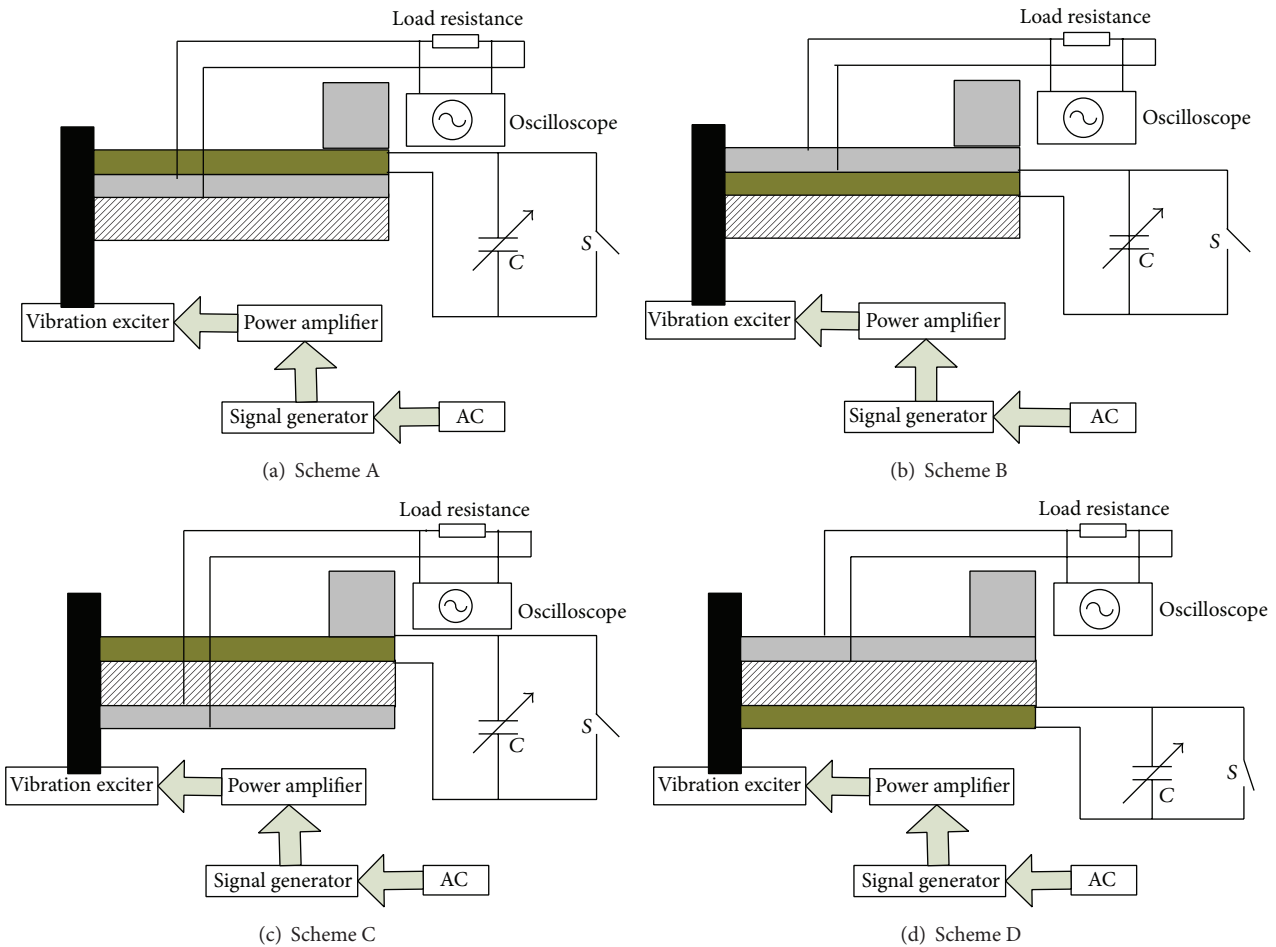 Load resistance
Oscilloscope
S
C
Vibration exciter
Power amplifier
Signal generator
AC
(a) Scheme A
Load resistance
Oscilloscope
S
C
Vibration exciter
Power amplifier
Signal generator
AC
(b) Scheme B
Load resistance
Oscilloscope
S
C
Vibration exciter
Power amplifier
Signal generator
AC
(c) Scheme C
Load resistance
Oscilloscope
S
C
Vibration exciter
Power amplifier
Signal generator
AC
(d) Scheme D